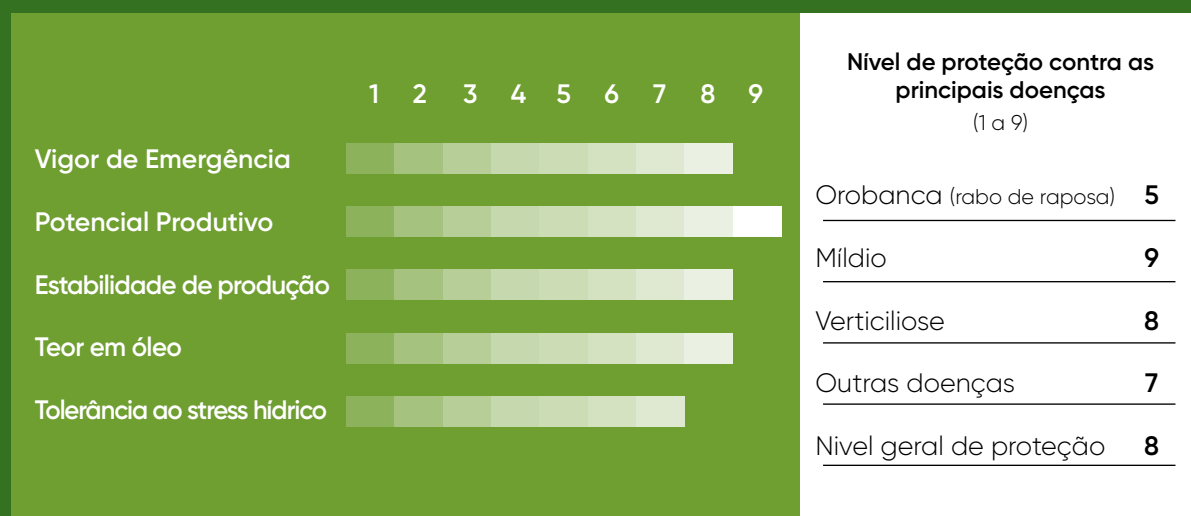 1 2 3 4 5 6 7 8 9
Vigor de Emergência
Potencial Produtivo
Estabilidade de produção
Teor em óleo
Tolerância ao stress hídrico
Nível de proteção contra as
principais doenças
(1 a 9)
Orobanca (rabo de raposa) 5
Míldio 9
Verticiliose 8
Outras doenças 7
Nivel geral de proteção 8